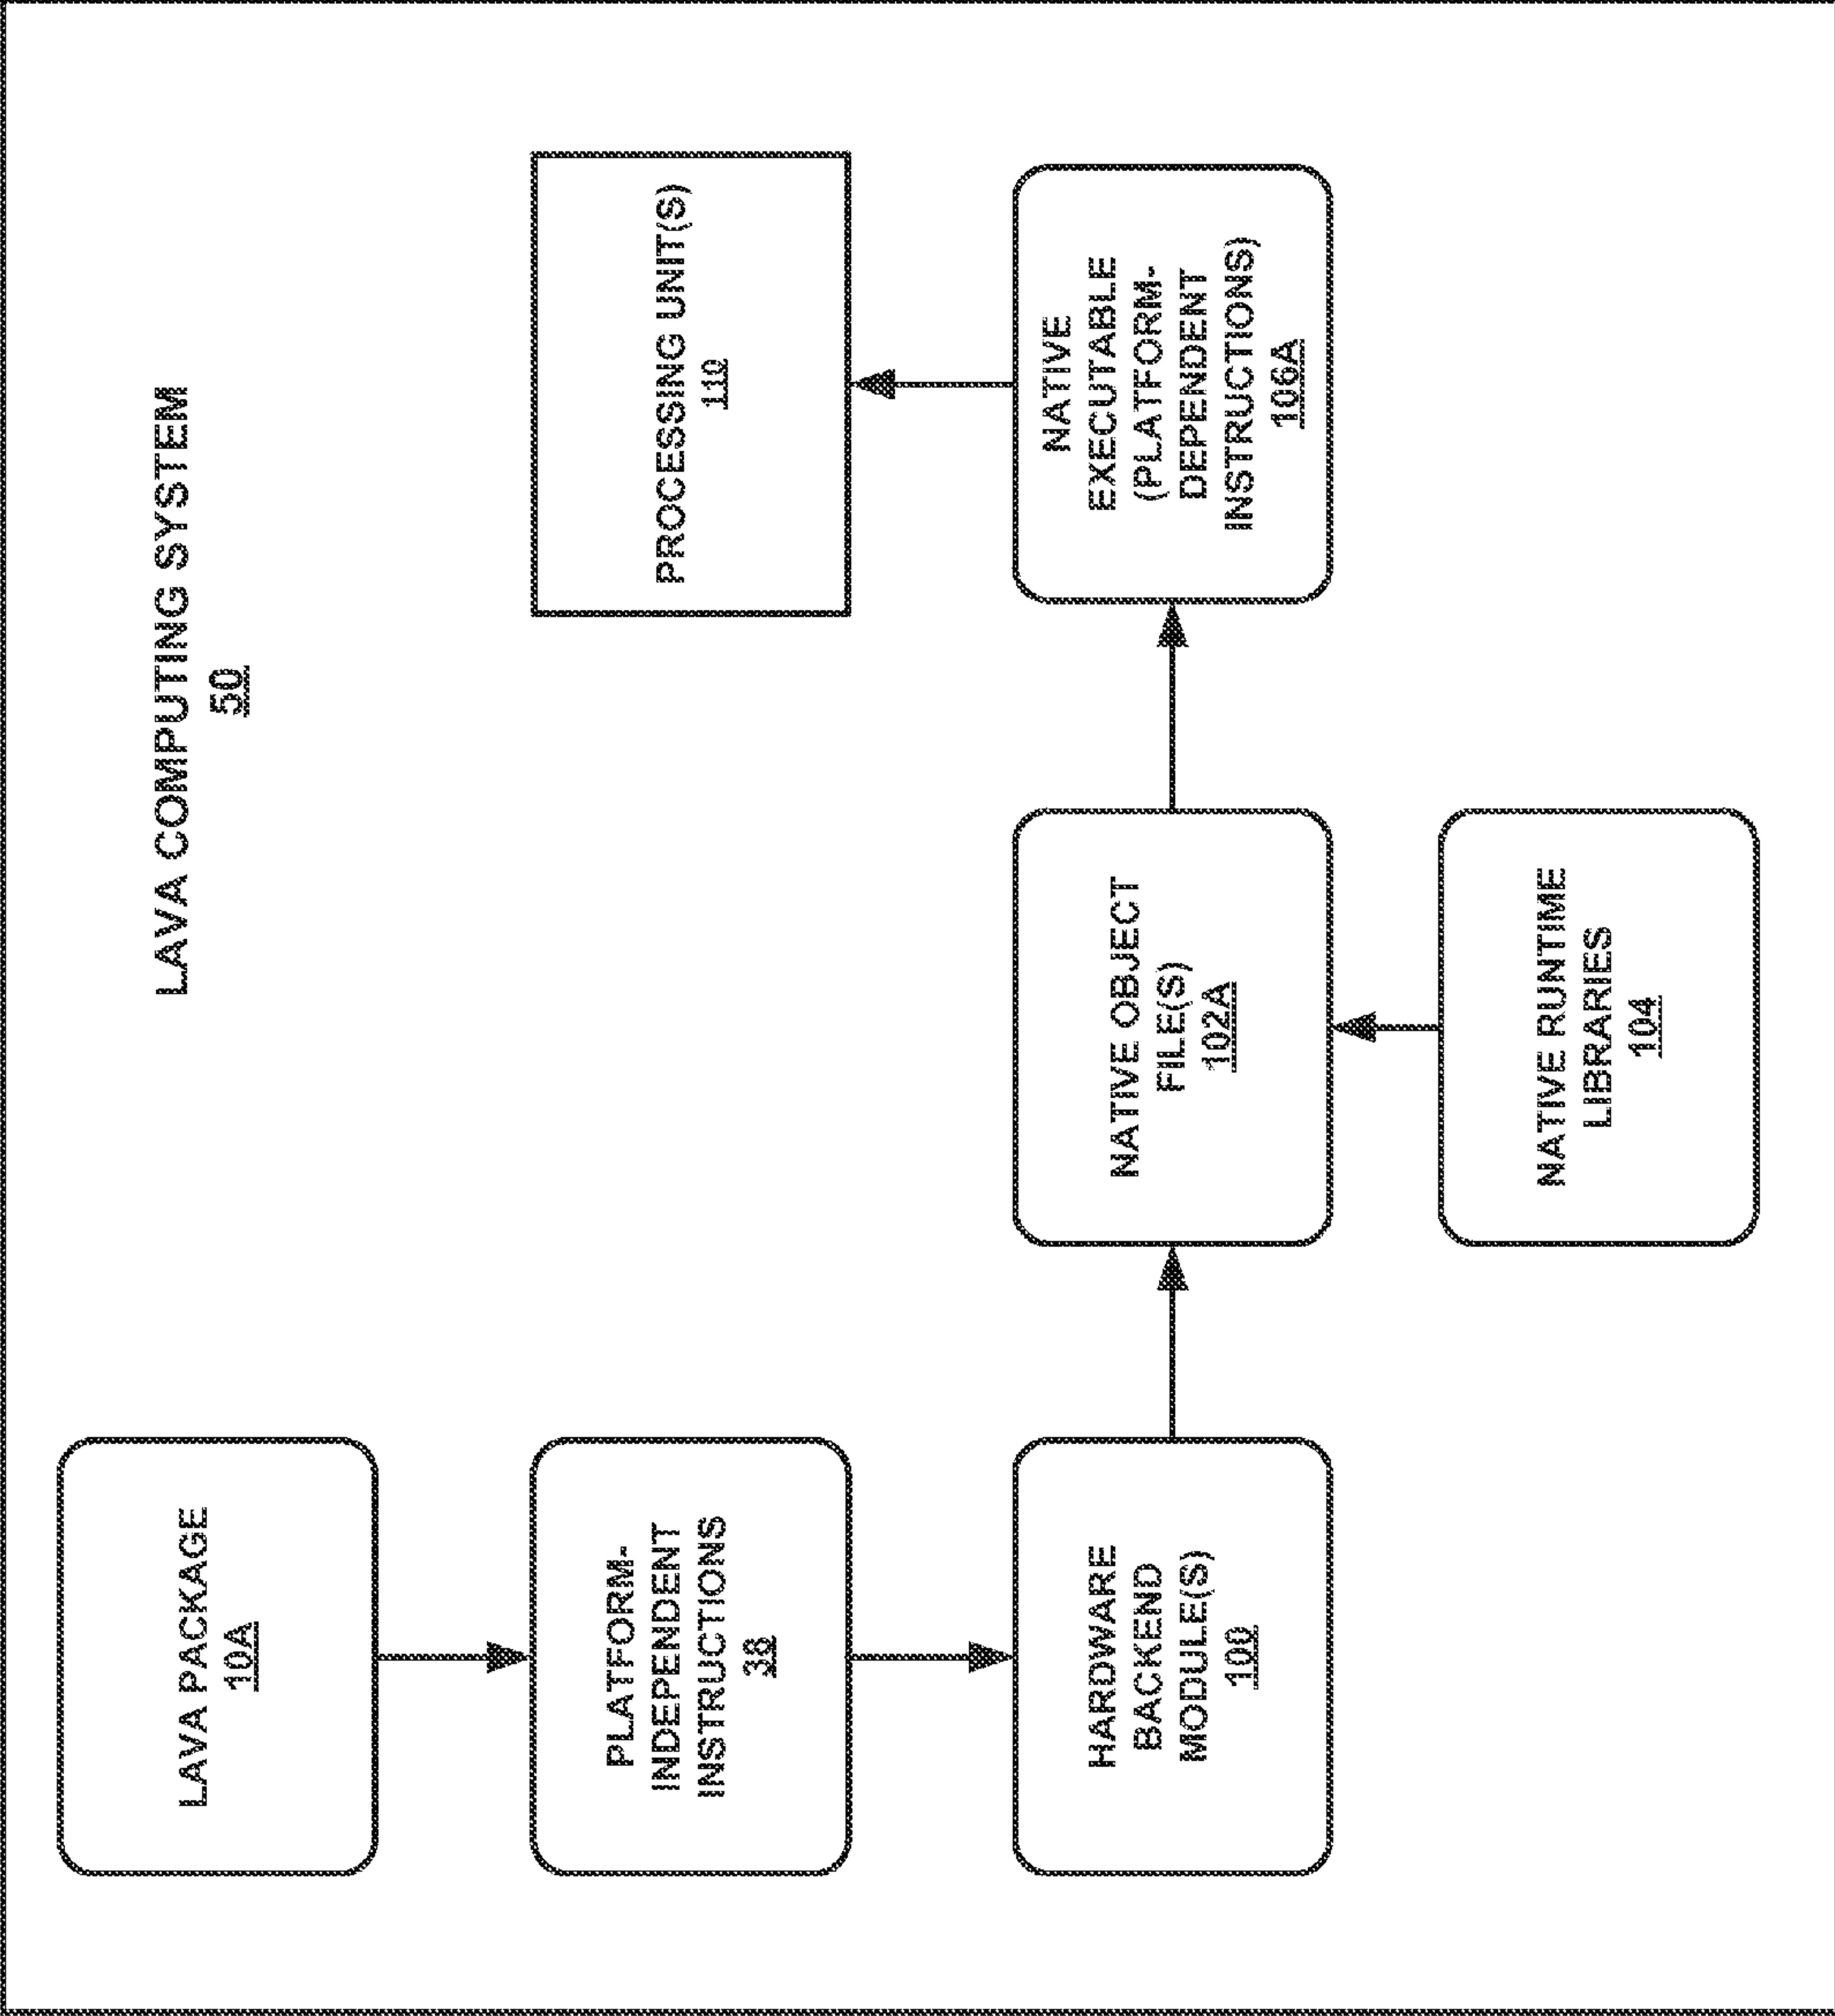 LAVA COMPUTING SYSTEM
50
LAVA PACKAGE
10A
PLATFORM-
INDEPENDENT
INSTRUCTIONS
38
HARDWARE
BACKEND
MODULE(S)
100
NATIVE OBJECT
FILE(S)
102A
NATIVE RUNTIME
LIBRARIES
104
NATIVE
EXECUTABLE
(PLATFORM-
DEPENDENT
INSTRUCTIONS)
106A
PROCESSING UNIT(S)
110